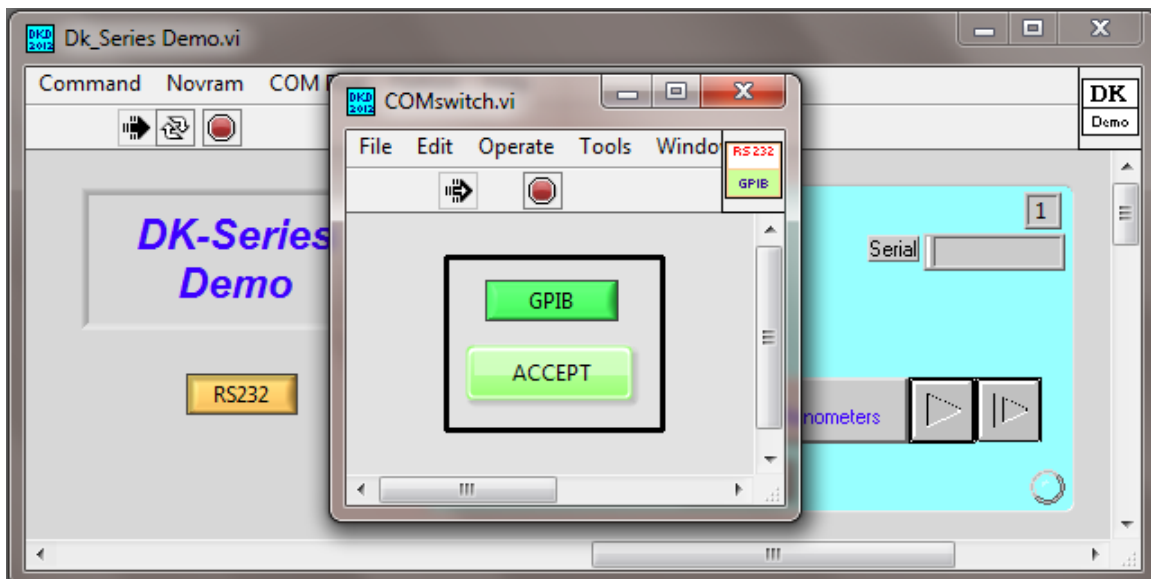 DKD
2012
Dk_Series Demo.vi
Command Novram COM
DK
Demo
DKD
2012
COMswitch.vi
File Edit Operate Tools
RS232
GPIB
DK-Series
Demo
RS232
GPIB
ACCEPT
1
Serial
nometers